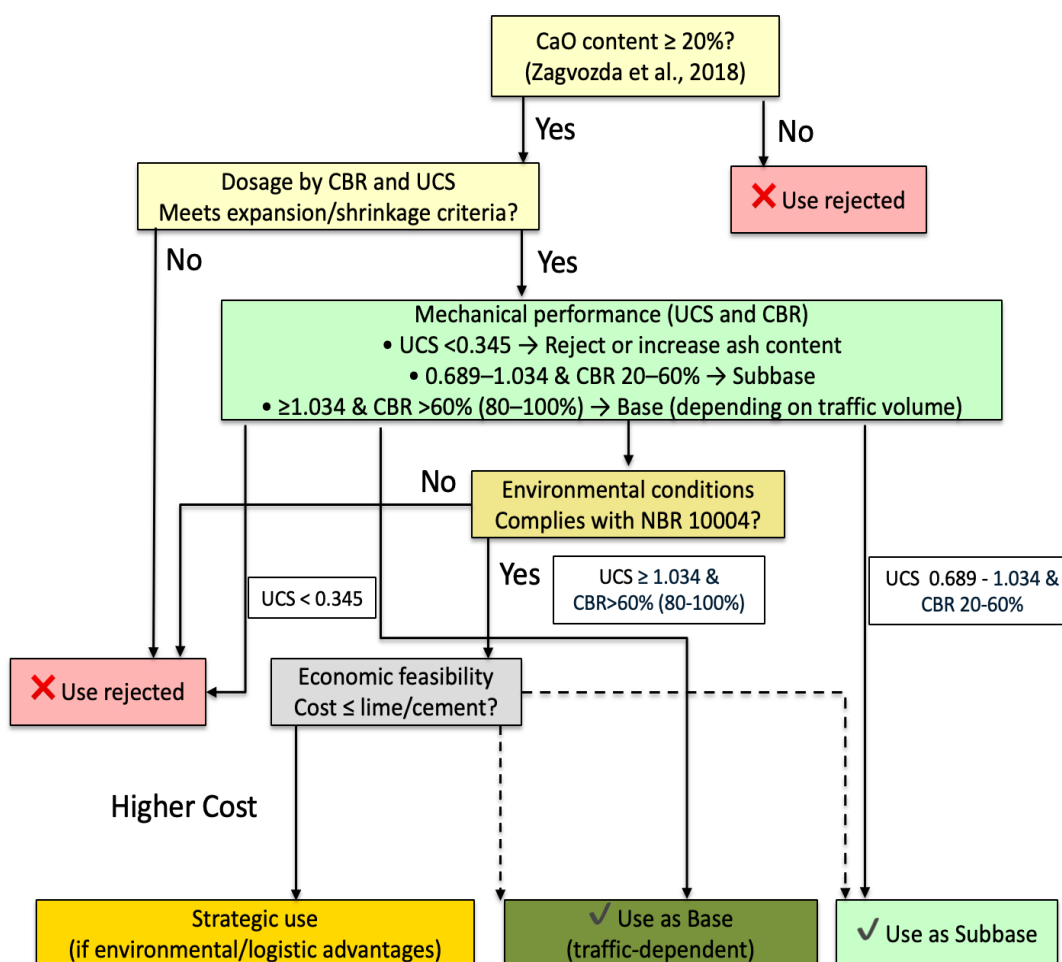 CaO content ≥ 20%?
(Zagvozda et al., 2018)
Yes
No
Dosage by CBR and UCS
Meets expansion/shrinkage criteria?
❌ Use rejected
No
Yes
Mechanical performance (UCS and CBR)
• UCS <0.345 → Reject or increase ash content
• 0.689–1.034 & CBR 20–60% → Subbase
• ≥1.034 & CBR >60% (80–100%) → Base (depending on traffic volume)
No
Environmental conditions
Complies with NBR 10004?
Yes
UCS < 0.345
UCS ≥ 1.034 &
CBR>60% (80-100%)
UCS 0.689 - 1.034 &
CBR 20-60%
❌ Use rejected
Economic feasibility
Cost ≤ lime/cement?
Higher Cost
Strategic use
(if environmental/logistic advantages)
✓ Use as Base
(traffic-dependent)
✓ Use as Subbase